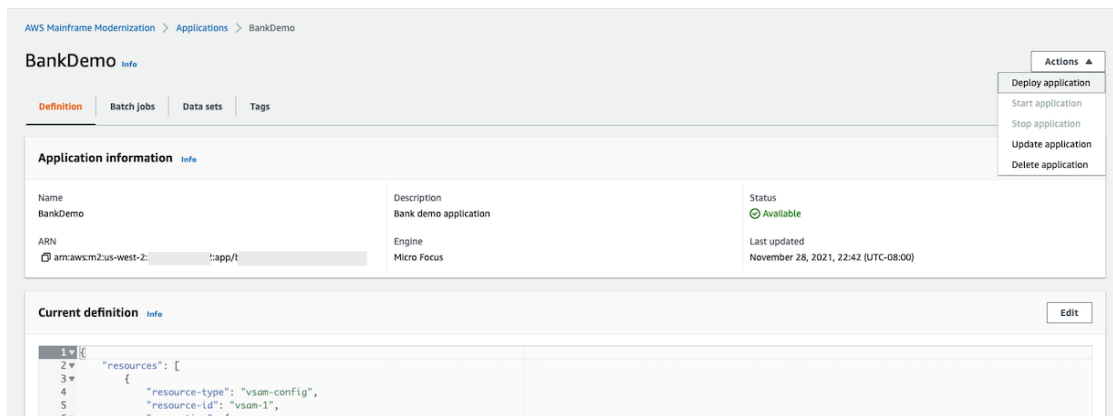 AWS Mainframe Modernization > Applications > BankDemo
BankDemo Info
Actions
Deploy application
Start application
Stop application
Update application
Delete application
Definition
Batch jobs
Data sets
Tags
Application information Info
Name
BankDemo
Description
Bank demo application
Status
Available
ARN
arn:aws:m2:us-west-2: :app/
Engine
Micro Focus
Last updated
November 28, 2021, 22:42 (UTC-08:00)
Current definition Info
Edit
1 {
2 "resources": [
3 {
4 "resource-type": "vsam-config",
5 "resource-id": "vsam-1",